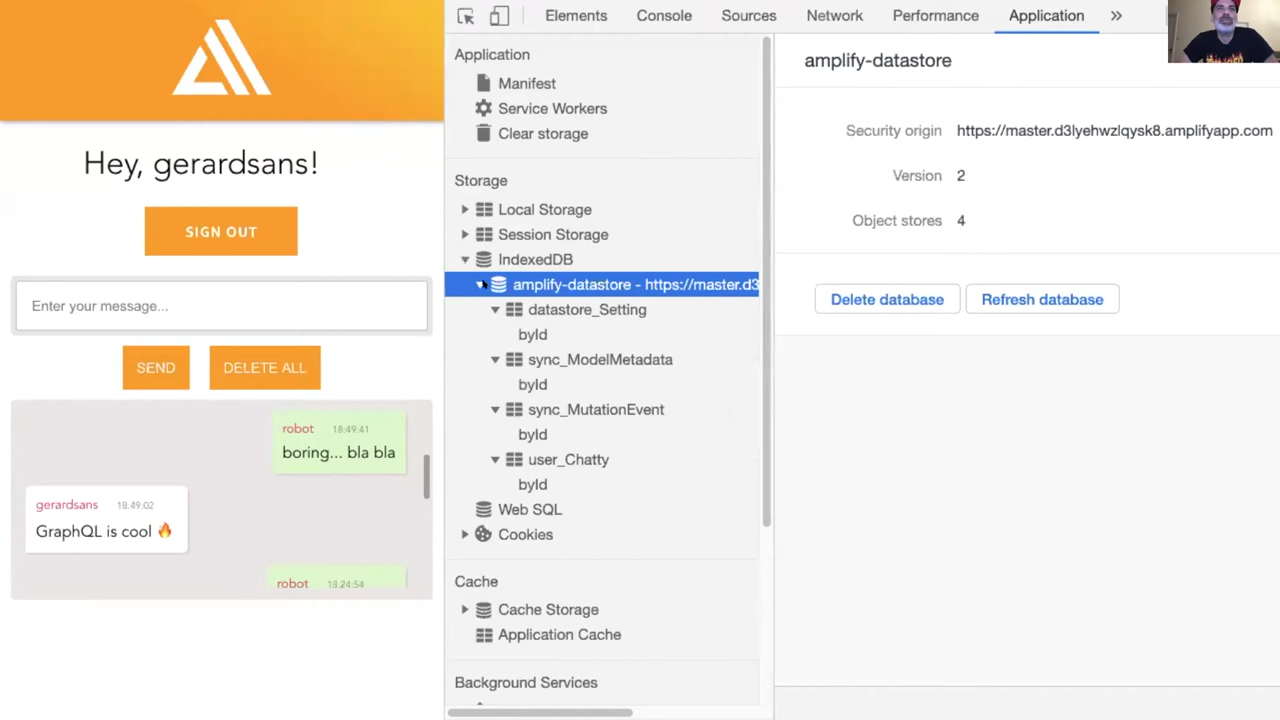 Hey, gerardsans!
SIGN OUT
Enter your message...
SEND
DELETE ALL
robot 18:49:41
boring... bla bla
gerardsans 18:49:02
GraphQL is cool 🔥
robot 18:24:54
Elements Console Sources Network Performance Application »
Application
Manifest
Service Workers
Clear storage
Storage
Local Storage
Session Storage
IndexedDB
amplify-datastore - https://master.d3
datastore_Setting
byId
sync_ModelMetadata
byId
sync_MutationEvent
byId
user_Chatty
byId
Web SQL
Cookies
Cache
Cache Storage
Application Cache
Background Services
amplify-datastore
Security origin https://master.d3lyehwzlqysk8.amplifyapp.com
Version 2
Object stores 4
Delete database
Refresh database